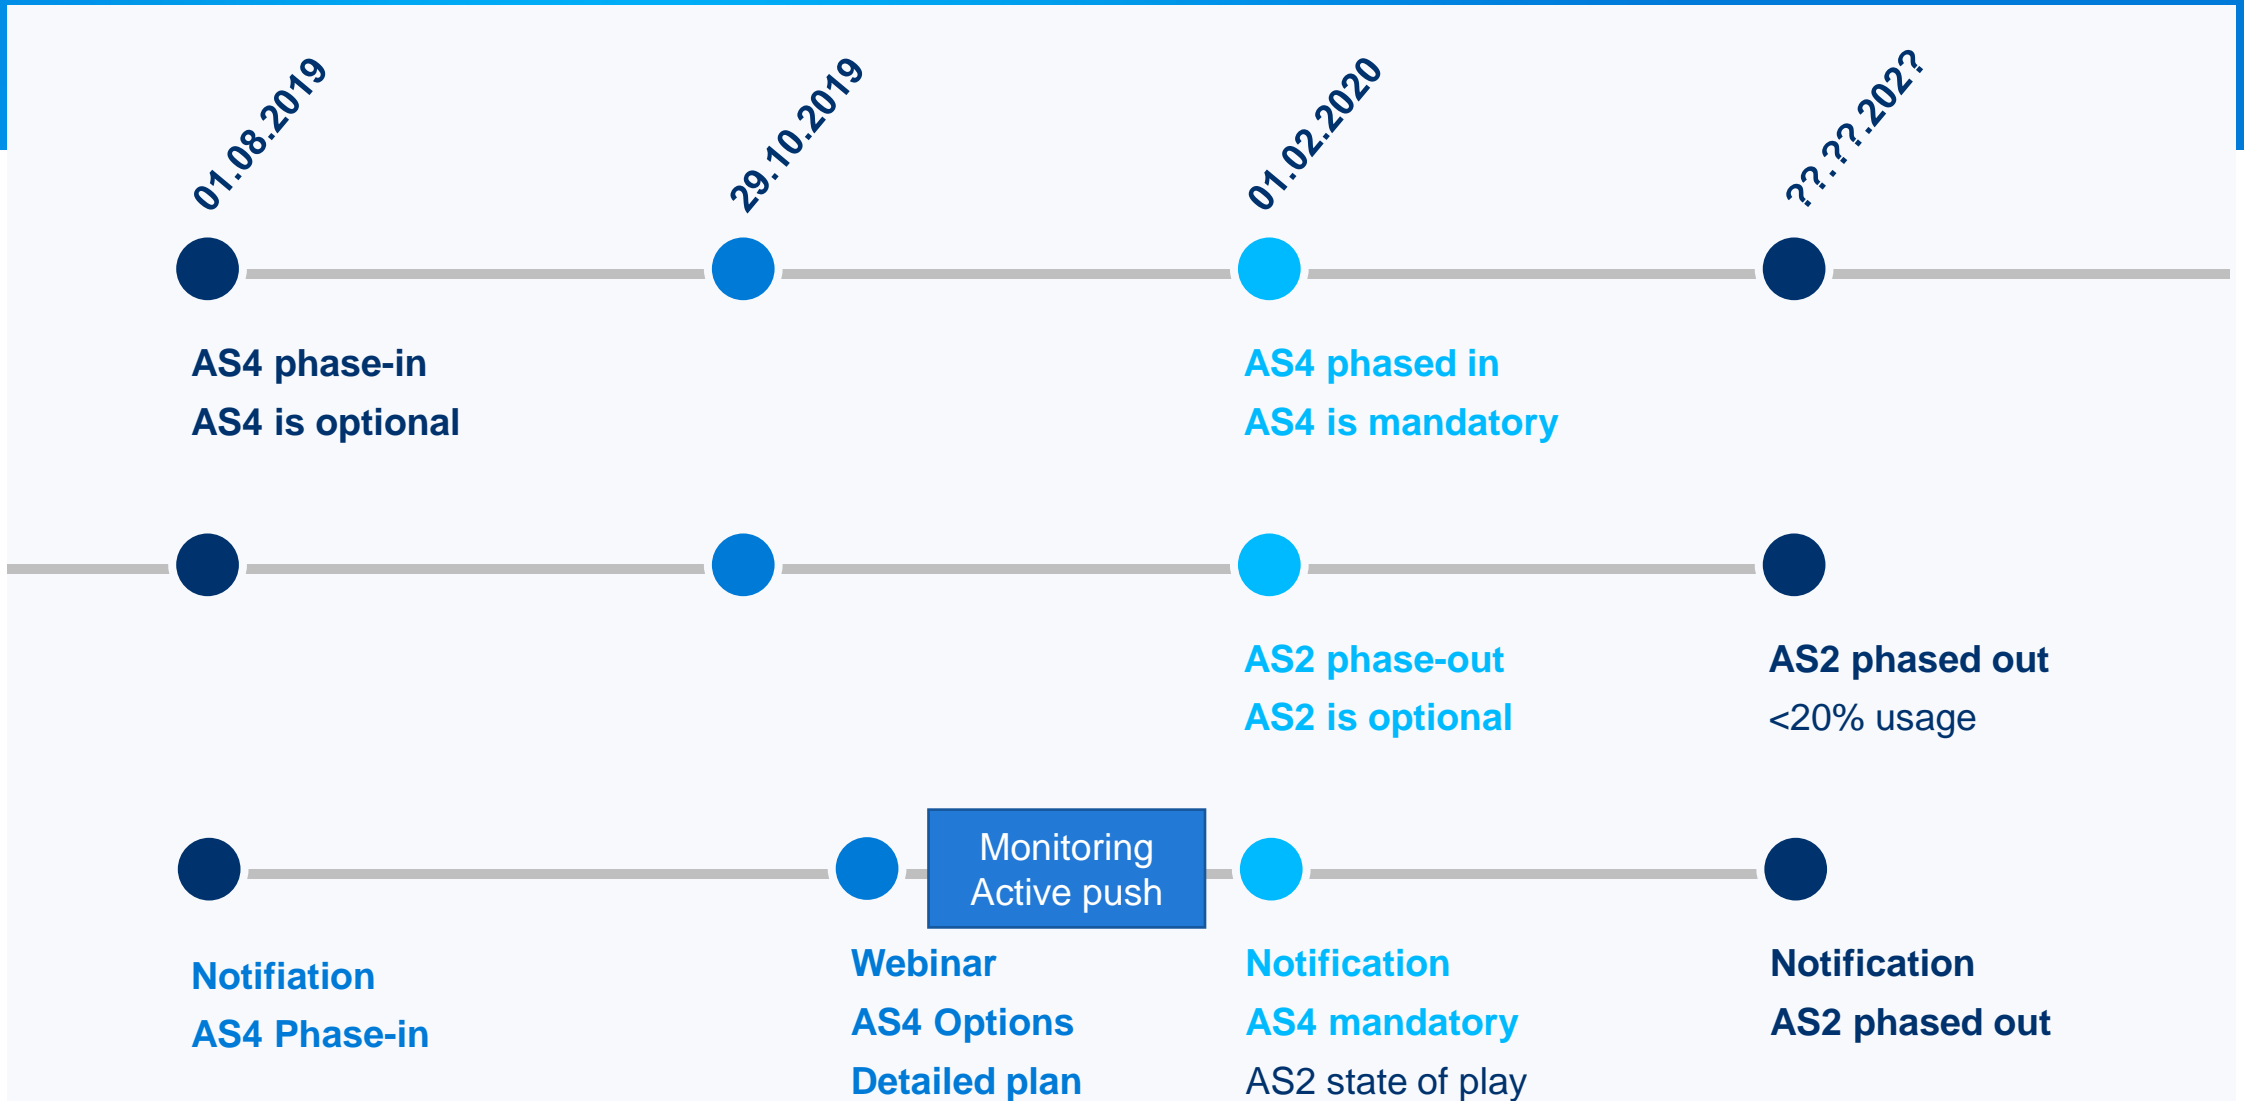 01.08.2019
29.10.2019
01.02.2020
??.??.202?
AS4 phase-in
AS4 is optional
AS4 phased in
AS4 is mandatory
AS2 phase-out
AS2 is optional
AS2 phased out
<20% usage
Monitoring
Active push
Notifiation
AS4 Phase-in
Webinar
AS4 Options
Detailed plan
Notification
AS4 mandatory
AS2 state of play
Notification
AS2 phased out